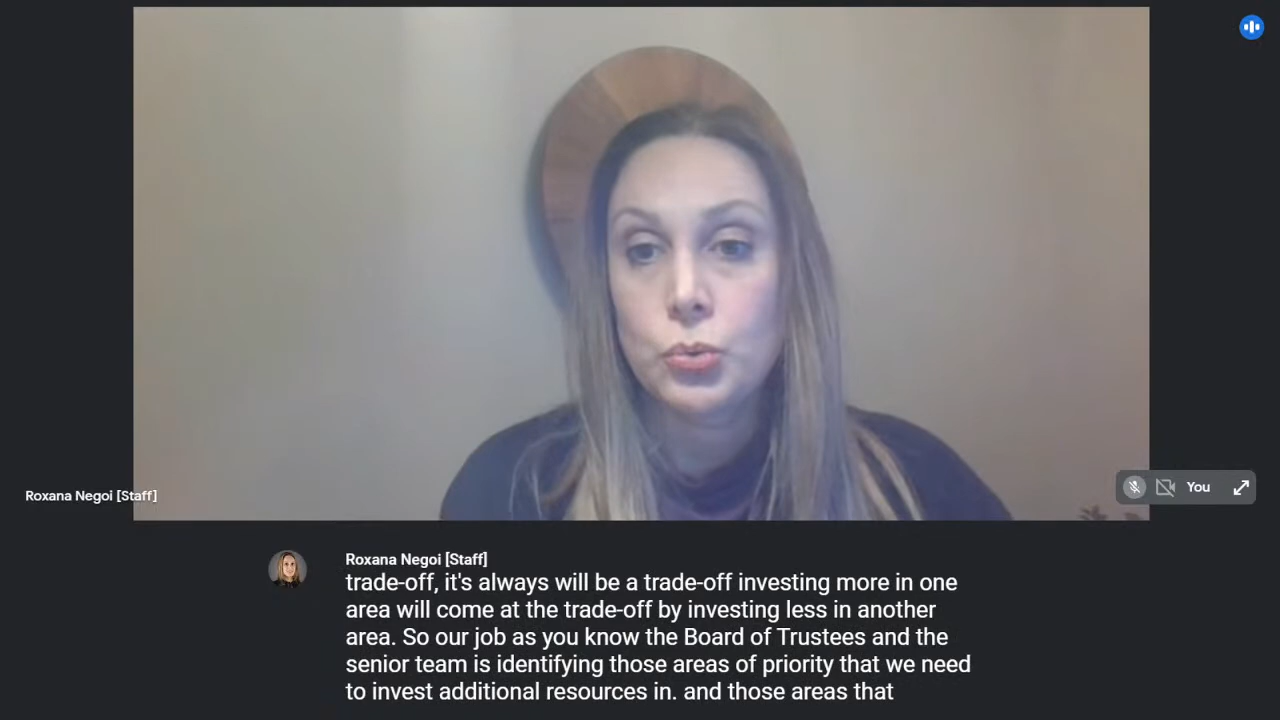 Roxana Negoi [Staff]
You
Roxana Negoi [Staff]
trade-off, it's always will be a trade-off investing more in one
area will come at the trade-off by investing less in another
area. So our job as you know the Board of Trustees and the
senior team is identifying those areas of priority that we need
to invest additional resources in. and those areas that